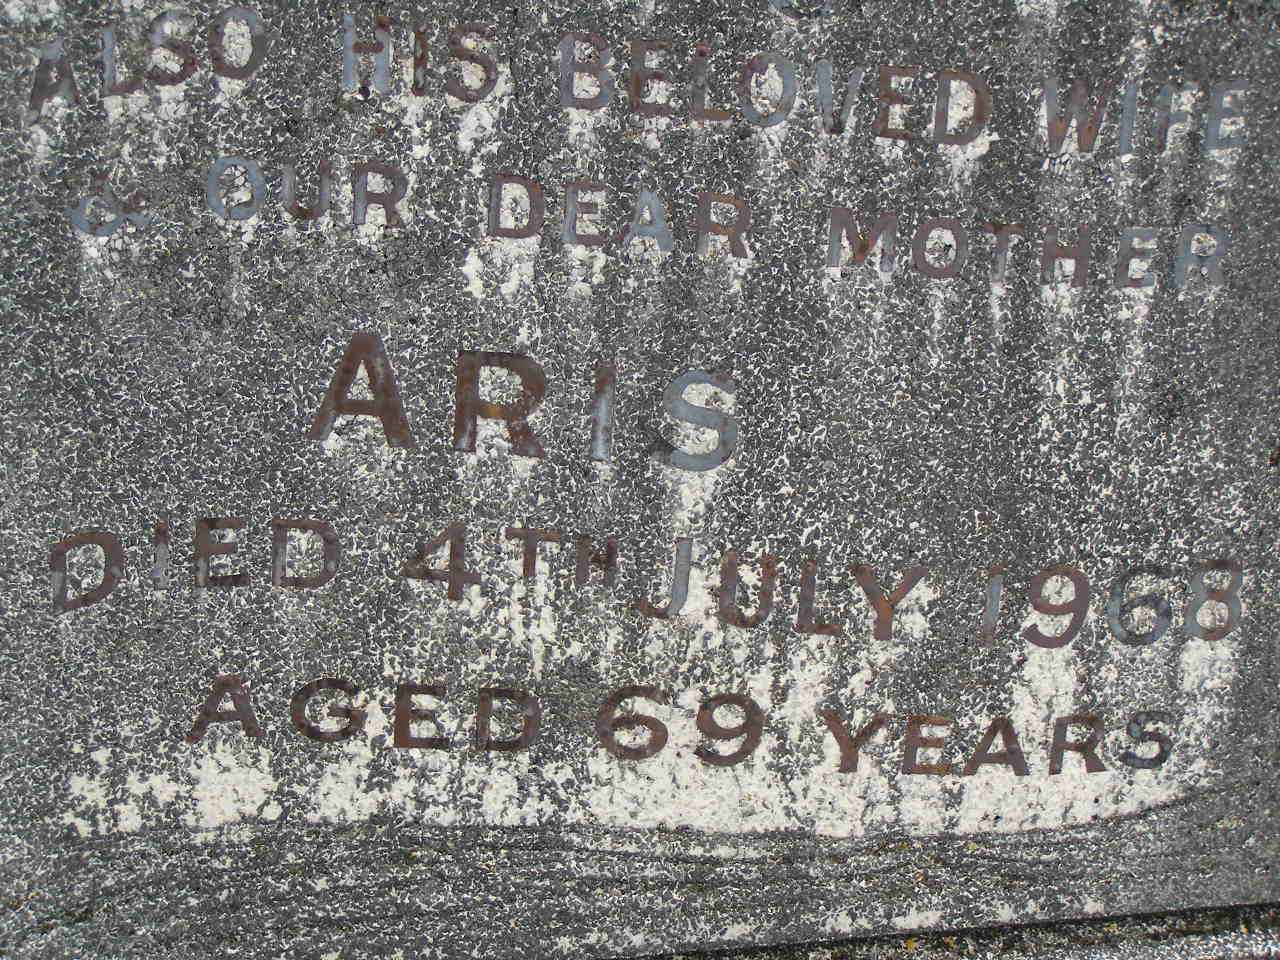 ALSO HIS BELOVED WIFE
& OUR DEAR MOTHER
ARIS
DIED 4TH JULY 1968
AGED 69 YEARS